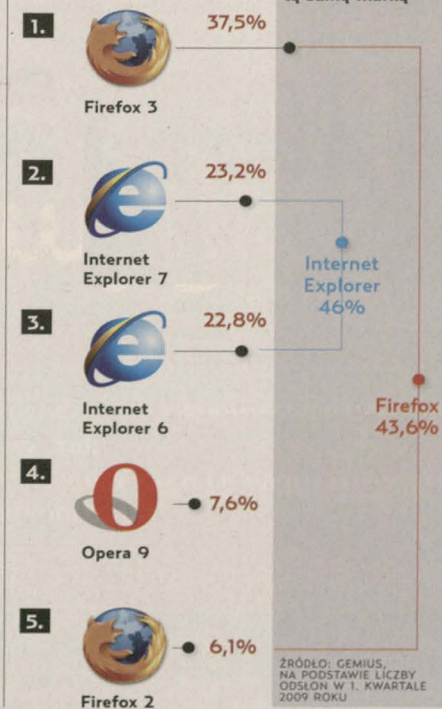 1.
37,5%
Firefox 3
2.
23,2%
Internet
Explorer 7
3.
22,8%
Internet
Explorer 6
4.
7,6%
Opera 9
5.
6,1%
Firefox 2
Internet
Explorer
46%
Firefox
43,6%
ŹRÓDŁO: GEMIUS,
NA PODSTAWIE LICZBY
ODSŁON W 1. KWARTALE
2009 ROKU